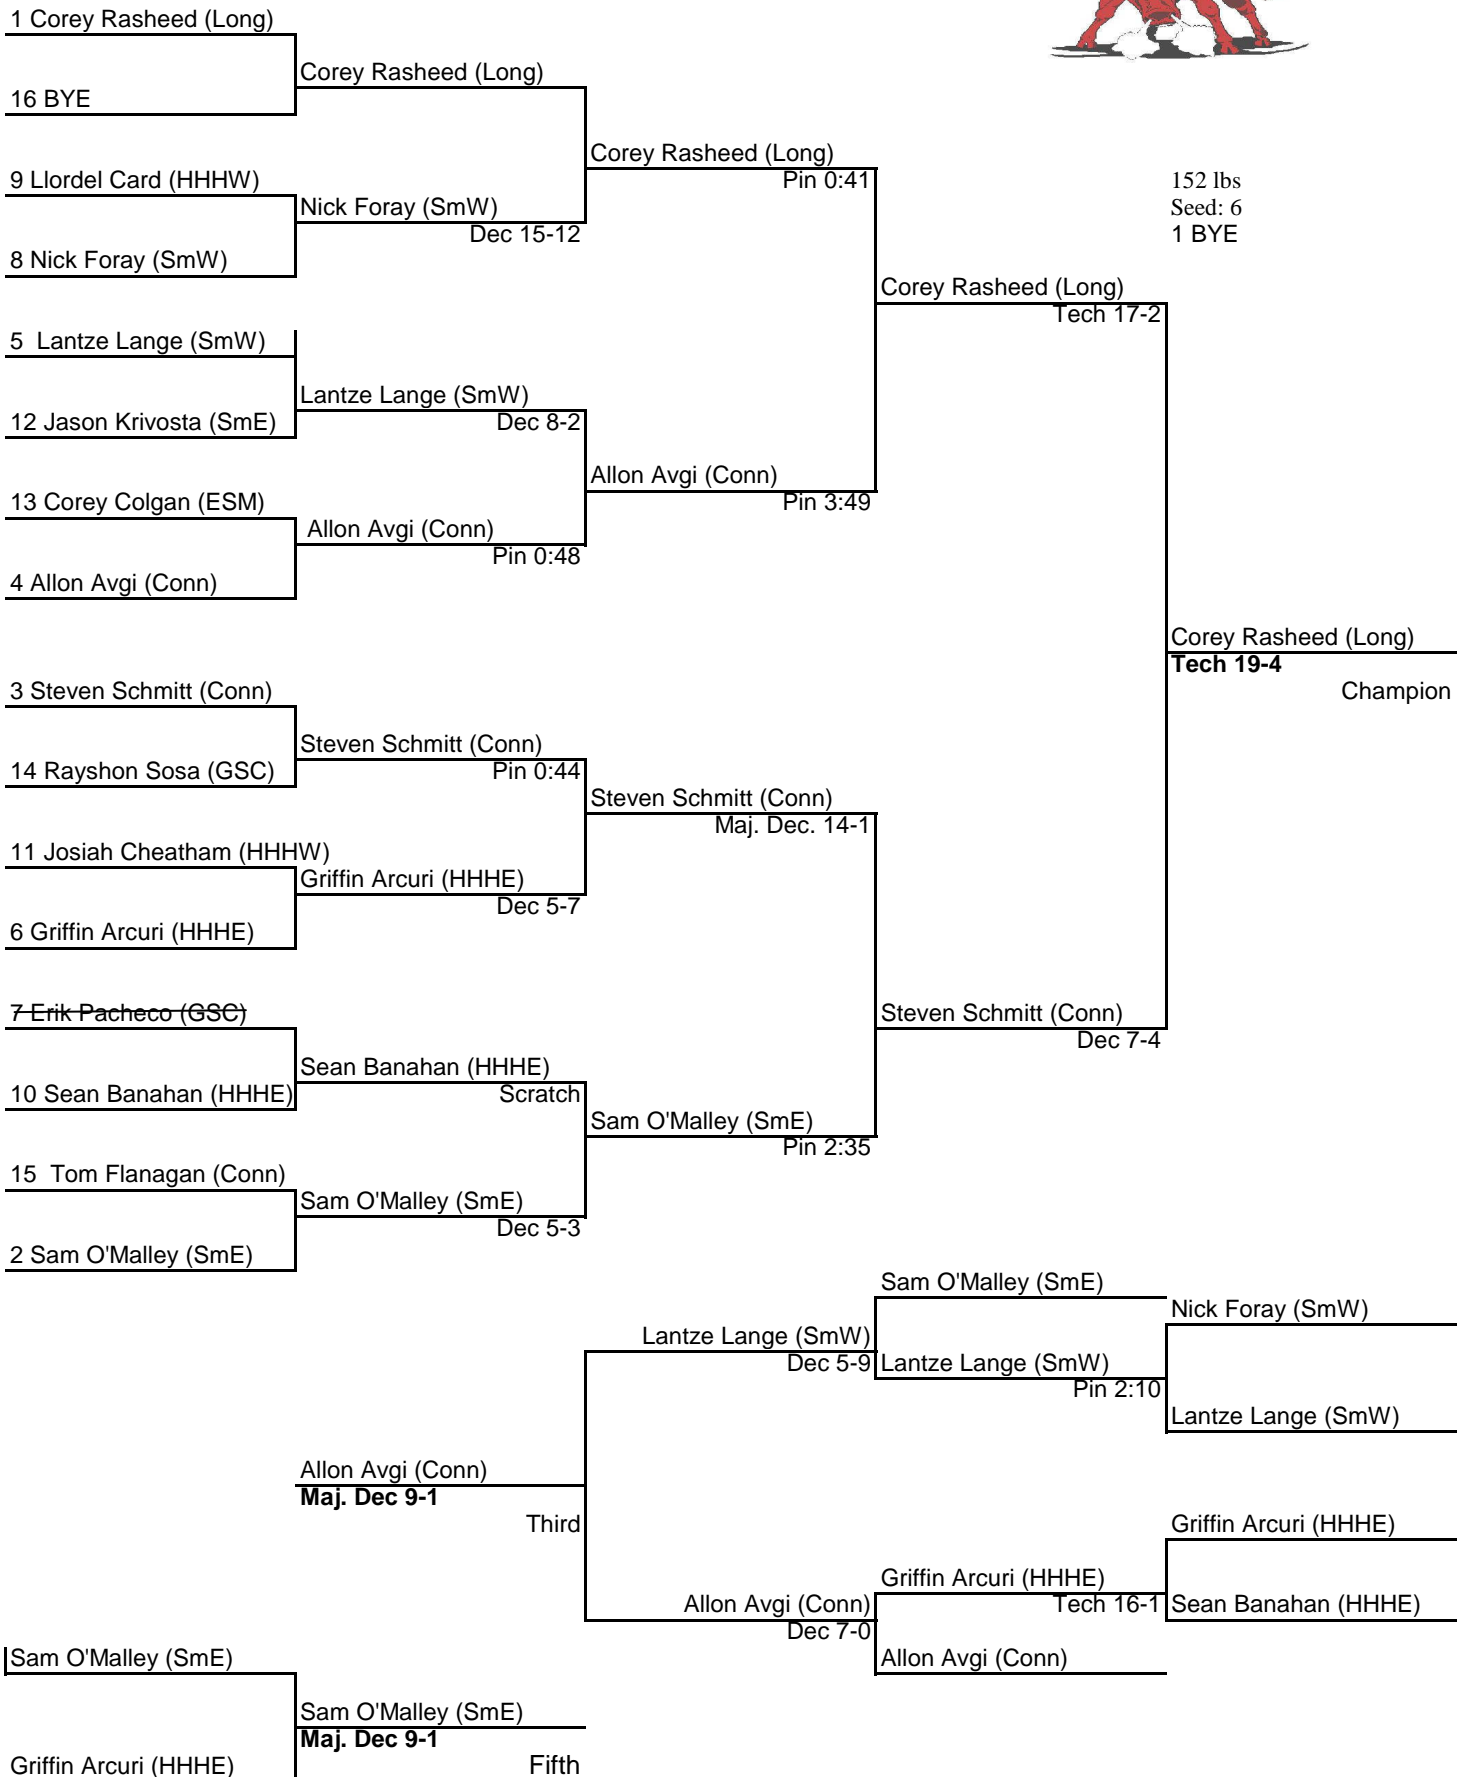 1 Corey Rasheed (Long)
Corey Rasheed (Long)
16 BYE
Corey Rasheed (Long)
Pin 0:41
9 Llordel Card (HHHW)
152 lbs
Nick Foray (SmW)
Seed: 6
Dec 15-12
1 BYE
8 Nick Foray (SmW)
Corey Rasheed (Long)
Tech 17-2
5 Lantze Lange (SmW)
Lantze Lange (SmW)
Dec 8-2
12 Jason Krivosta (SmE)
Allon Avgi (Conn)
Pin 3:49
13 Corey Colgan (ESM)
Allon Avgi (Conn)
Pin 0:48
4 Allon Avgi (Conn)
Corey Rasheed (Long)
Tech 19-4
Champion
3 Steven Schmitt (Conn)
Steven Schmitt (Conn)
Pin 0:44
14 Rayshon Sosa (GSC)
Steven Schmitt (Conn)
Maj. Dec. 14-1
11 Josiah Cheatham (HHHW)
Griffin Arcuri (HHHE)
Dec 5-7
6 Griffin Arcuri (HHHE)
7 Erik Pacheco (GSC)
Steven Schmitt (Conn)
Dec 7-4
Sean Banahan (HHHE)
Scratch
10 Sean Banahan (HHHE)
Sam O'Malley (SmE)
Pin 2:35
15 Tom Flanagan (Conn)
Sam O'Malley (SmE)
Dec 5-3
2 Sam O'Malley (SmE)
Sam O'Malley (SmE)
Nick Foray (SmW)
Lantze Lange (SmW)
Dec 5-9
Lantze Lange (SmW)
Pin 2:10
Lantze Lange (SmW)
Allon Avgi (Conn)
Maj. Dec 9-1
Third
Griffin Arcuri (HHHE)
Griffin Arcuri (HHHE)
Tech 16-1
Sean Banahan (HHHE)
Allon Avgi (Conn)
Dec 7-0
Allon Avgi (Conn)
Sam O'Malley (SmE)
Sam O'Malley (SmE)
Maj. Dec 9-1
Fifth
Griffin Arcuri (HHHE)